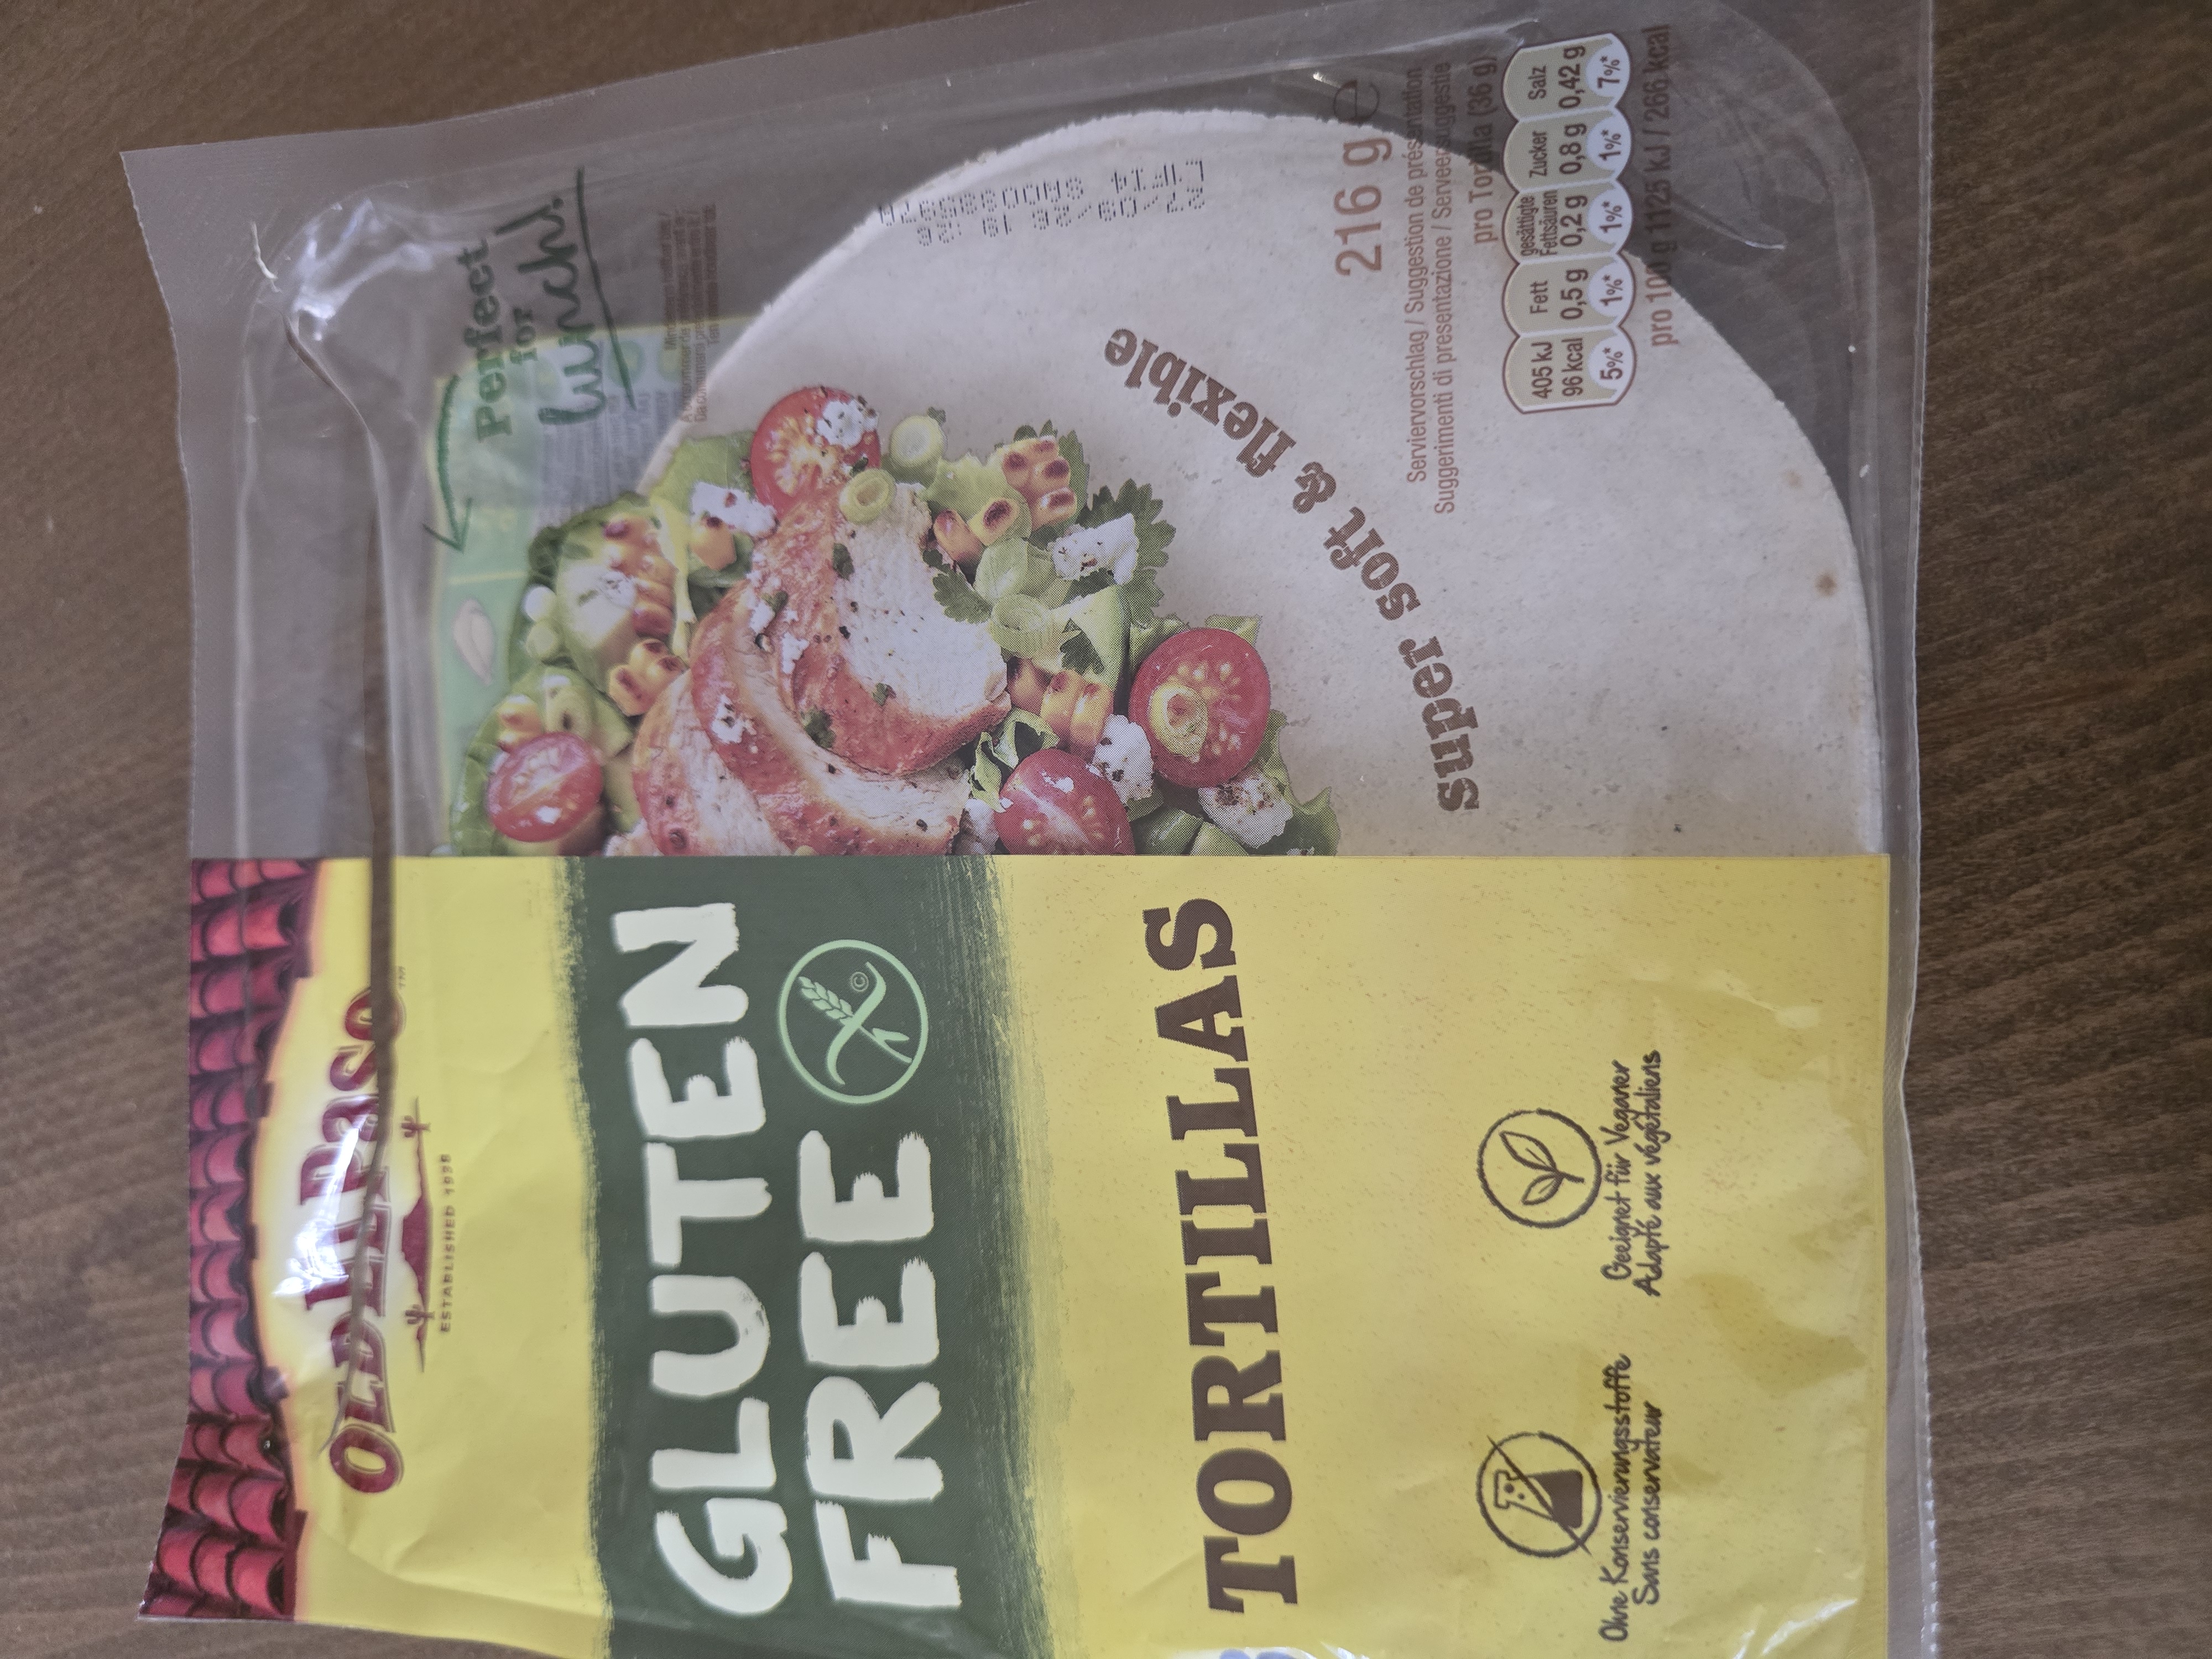 OLD EL PASO™
ESTABLISHED 1938
GLUTEN
FREE
©
TORTILLAS
Ohne Konservierungsstoffe
Sans conservateur
Geeignet für Veganer
Adapté aux végétaliens
Perfect
for
lunch!
super soft & flexible
216 g e
Serviervorschlag / Suggestion de présentation
Suggerimenti di presentazione / Serveersuggestie
pro Tortilla (36 g)
405 kJ
96 kcal
5%*
Fett
0,5 g
1%*
gesättigte
Fettsäuren
0,2 g
1%*
Zucker
0,8 g
1%*
Salz
0,42 g
7%*
pro 100 g 1125 kJ / 266 kcal